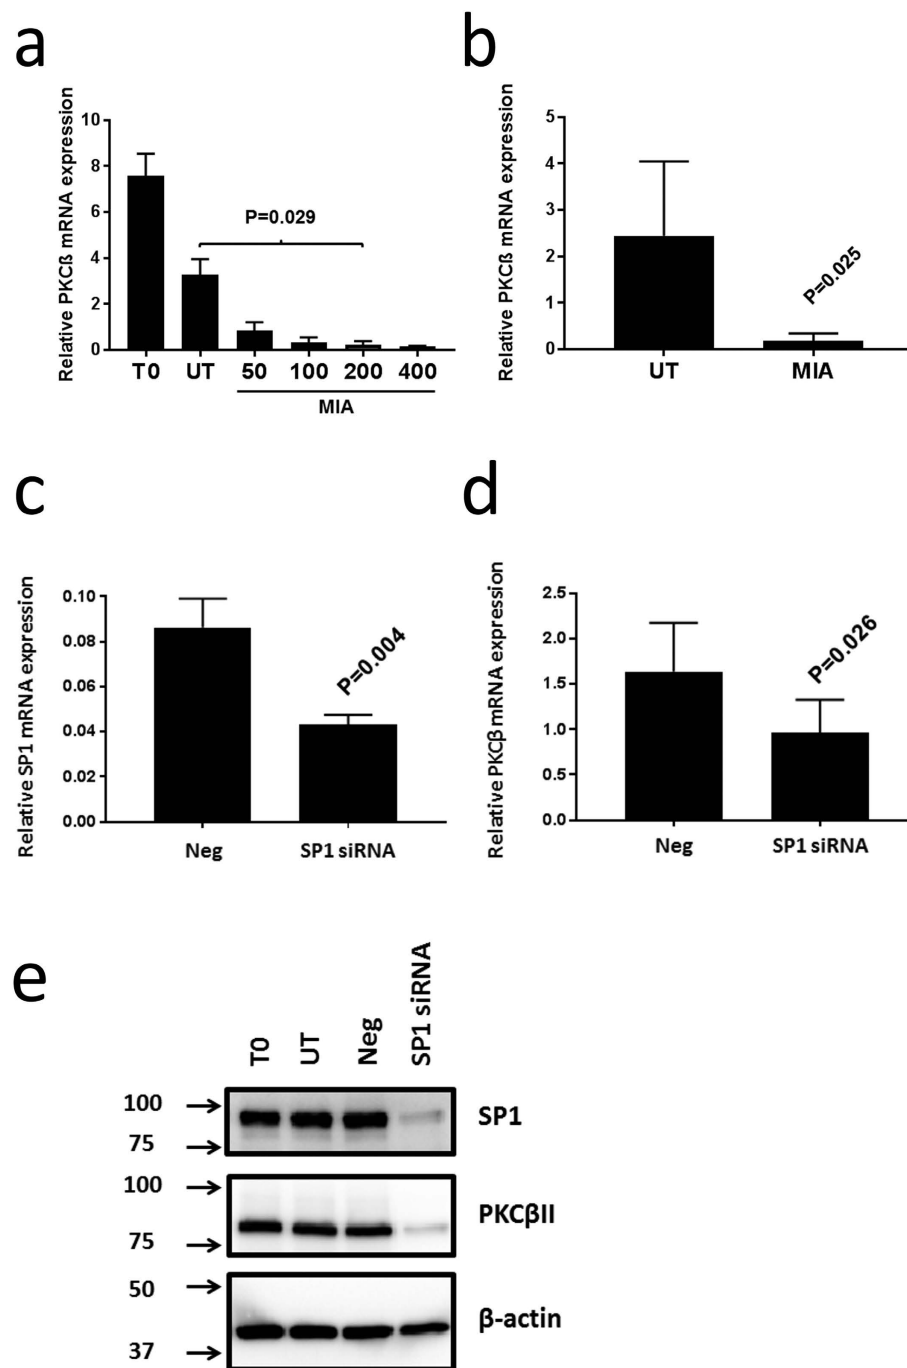 a
Relative PKCß mRNA expression
10
8
6
4
2
0
P=0.029
T0 UT 50 100 200 400
MIA
b
Relative PKCß mRNA expression
5
4
3
2
1
0
P=0.025
UT MIA
c
Relative SP1 mRNA expression
0.10
0.08
0.06
0.04
0.02
0.00
P=0.004
Neg SP1 siRNA
d
Relative PKCβ mRNA expression
2.5
2.0
1.5
1.0
0.5
0.0
P=0.026
Neg SP1 siRNA
e
T0 UT Neg SP1 siRNA
100 → SP1
75 →
100 → PKCβII
75 →
50 → β-actin
37 →